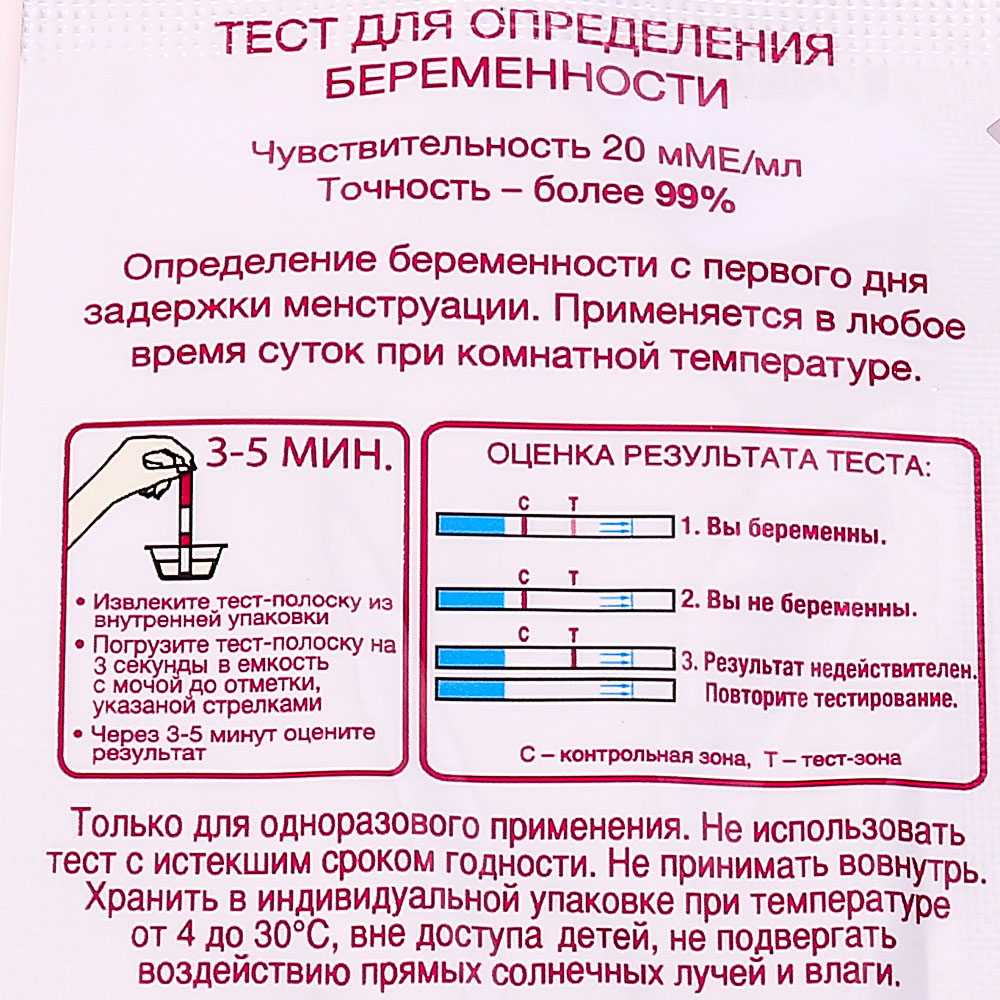 ТЕСТ ДЛЯ ОПРЕДЕЛЕНИЯ
БЕРЕМЕННОСТИ
Чувствительность 20 мМЕ/мл
Точность – более 99%
Определение беременности с первого дня
задержки менструации. Применяется в любое
время суток при комнатной температуре.
3-5 МИН.
• Извлеките тест-полоску из
внутренней упаковки
• Погрузите тест-полоску на
3 секунды в емкость
с мочой до отметки,
указаной стрелками
• Через 3-5 минут оцените
результат
ОЦЕНКА РЕЗУЛЬТАТА ТЕСТА:
С Т
1. Вы беременны.
С Т
2. Вы не беременны.
С Т
3. Результат недействителен.
Повторите тестирование.
С – контрольная зона, Т – тест-зона
Только для одноразового применения. Не использовать
тест с истекшим сроком годности. Не принимать вовнутрь.
Хранить в индивидуальной упаковке при температуре
от 4 до 30°С, вне доступа детей, не подвергать
воздействию прямых солнечных лучей и влаги.